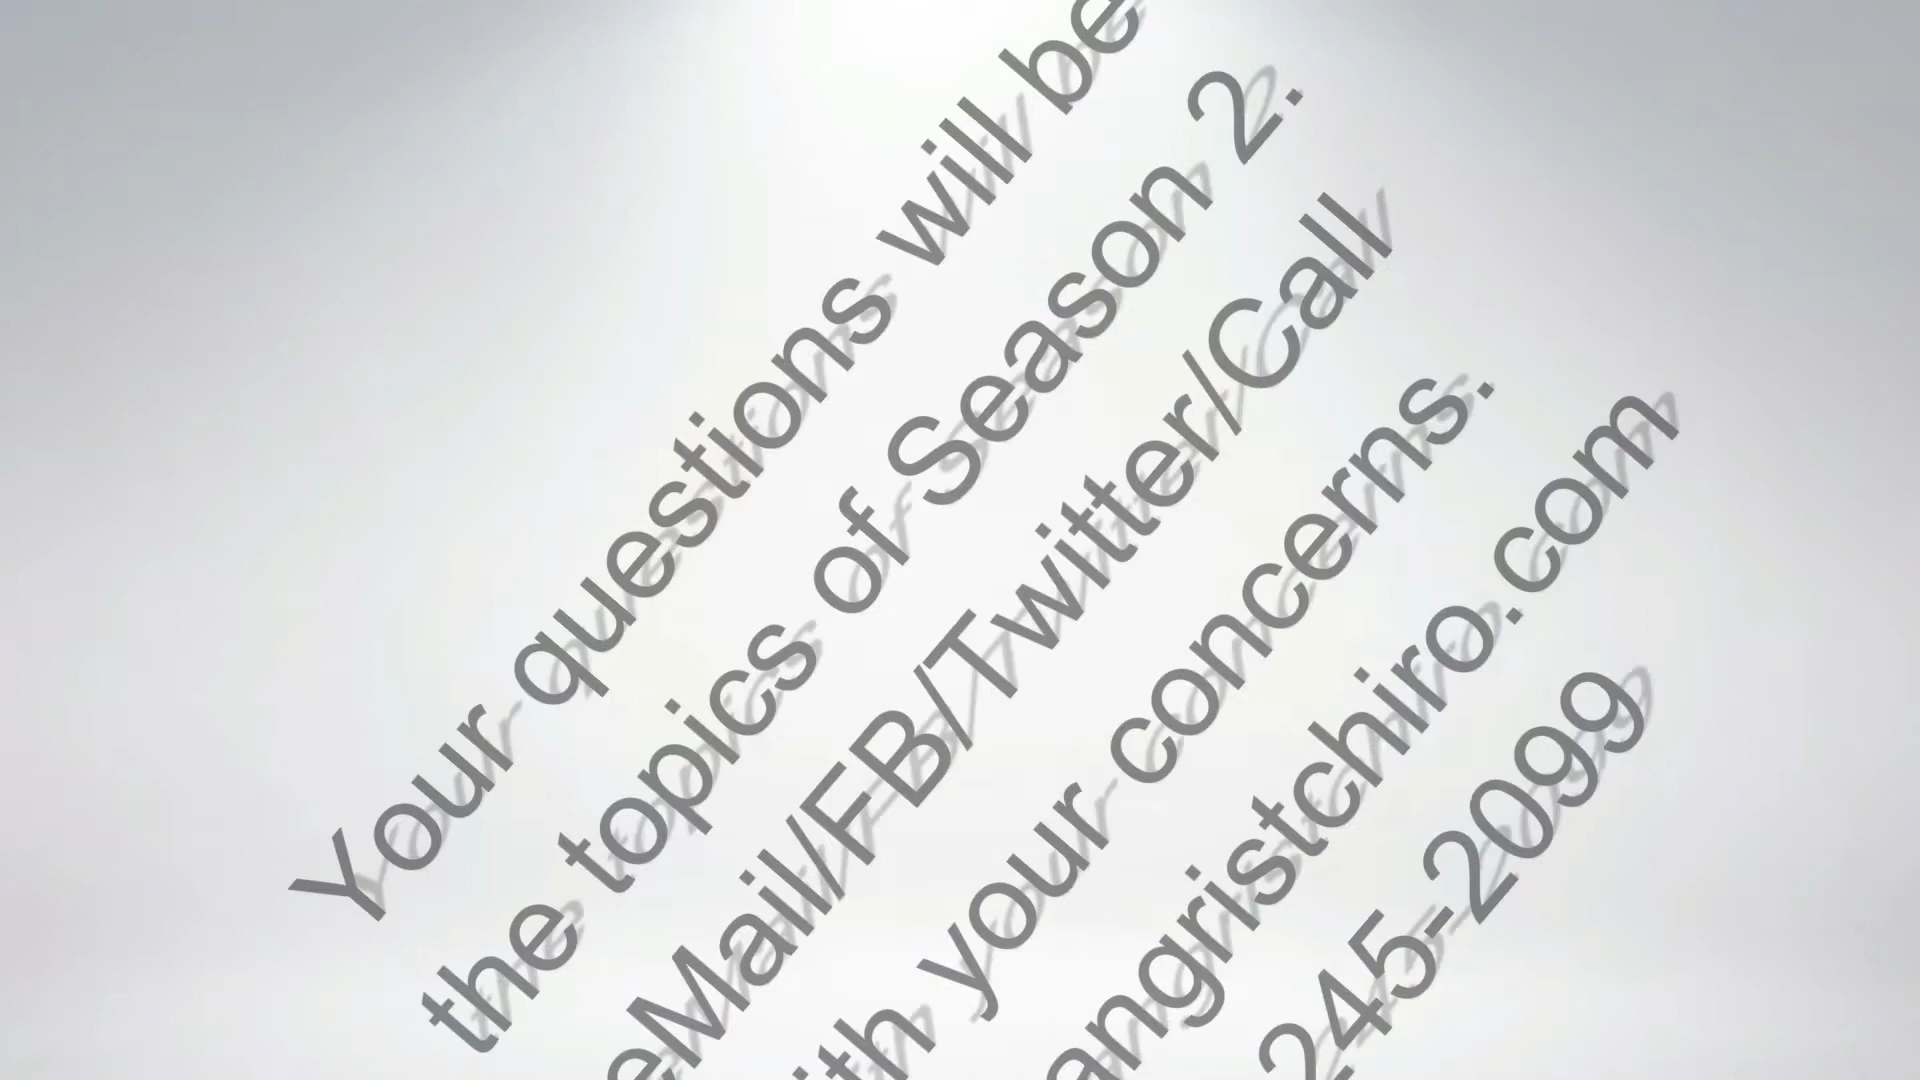 Your questions will be
the topics of Season 2.
eMail/FB/Twitter/Call
ith your concerns.
angristchiro.com
245-2099